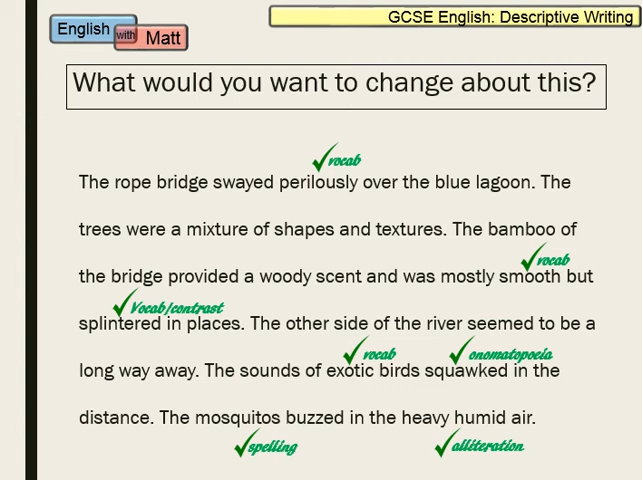 English with Matt
GCSE English: Descriptive Writing
What would you want to change about this?
✓vocab
The rope bridge swayed perilously over the blue lagoon. The
trees were a mixture of shapes and textures. The bamboo of
✓vocab
the bridge provided a woody scent and was mostly smooth but
✓Vocab/contrast
splintered in places. The other side of the river seemed to be a
✓vocab ✓onomatopoeia
long way away. The sounds of exotic birds squawked in the
distance. The mosquitos buzzed in the heavy humid air.
✓spelling ✓alliteration